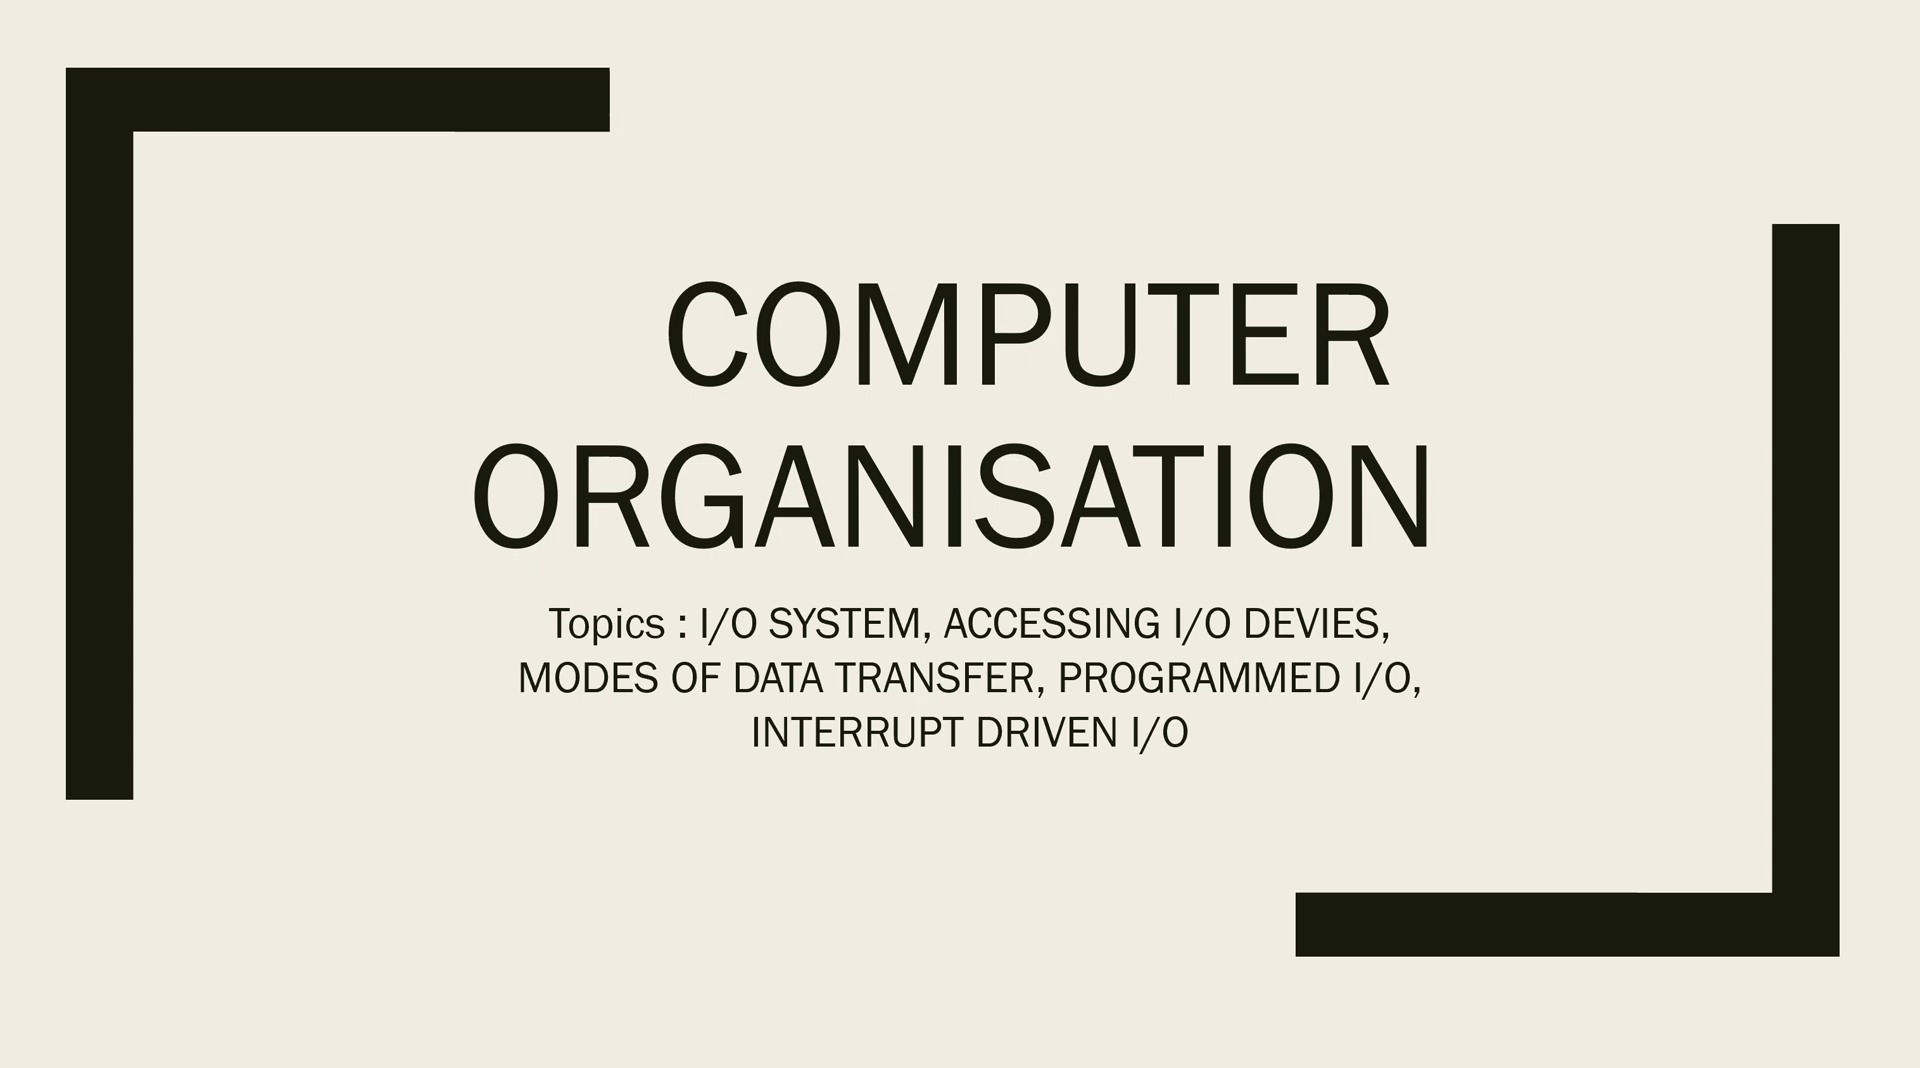 COMPUTER
ORGANISATION
Topics : I/O SYSTEM, ACCESSING I/O DEVIES,
MODES OF DATA TRANSFER, PROGRAMMED I/O,
INTERRUPT DRIVEN I/O